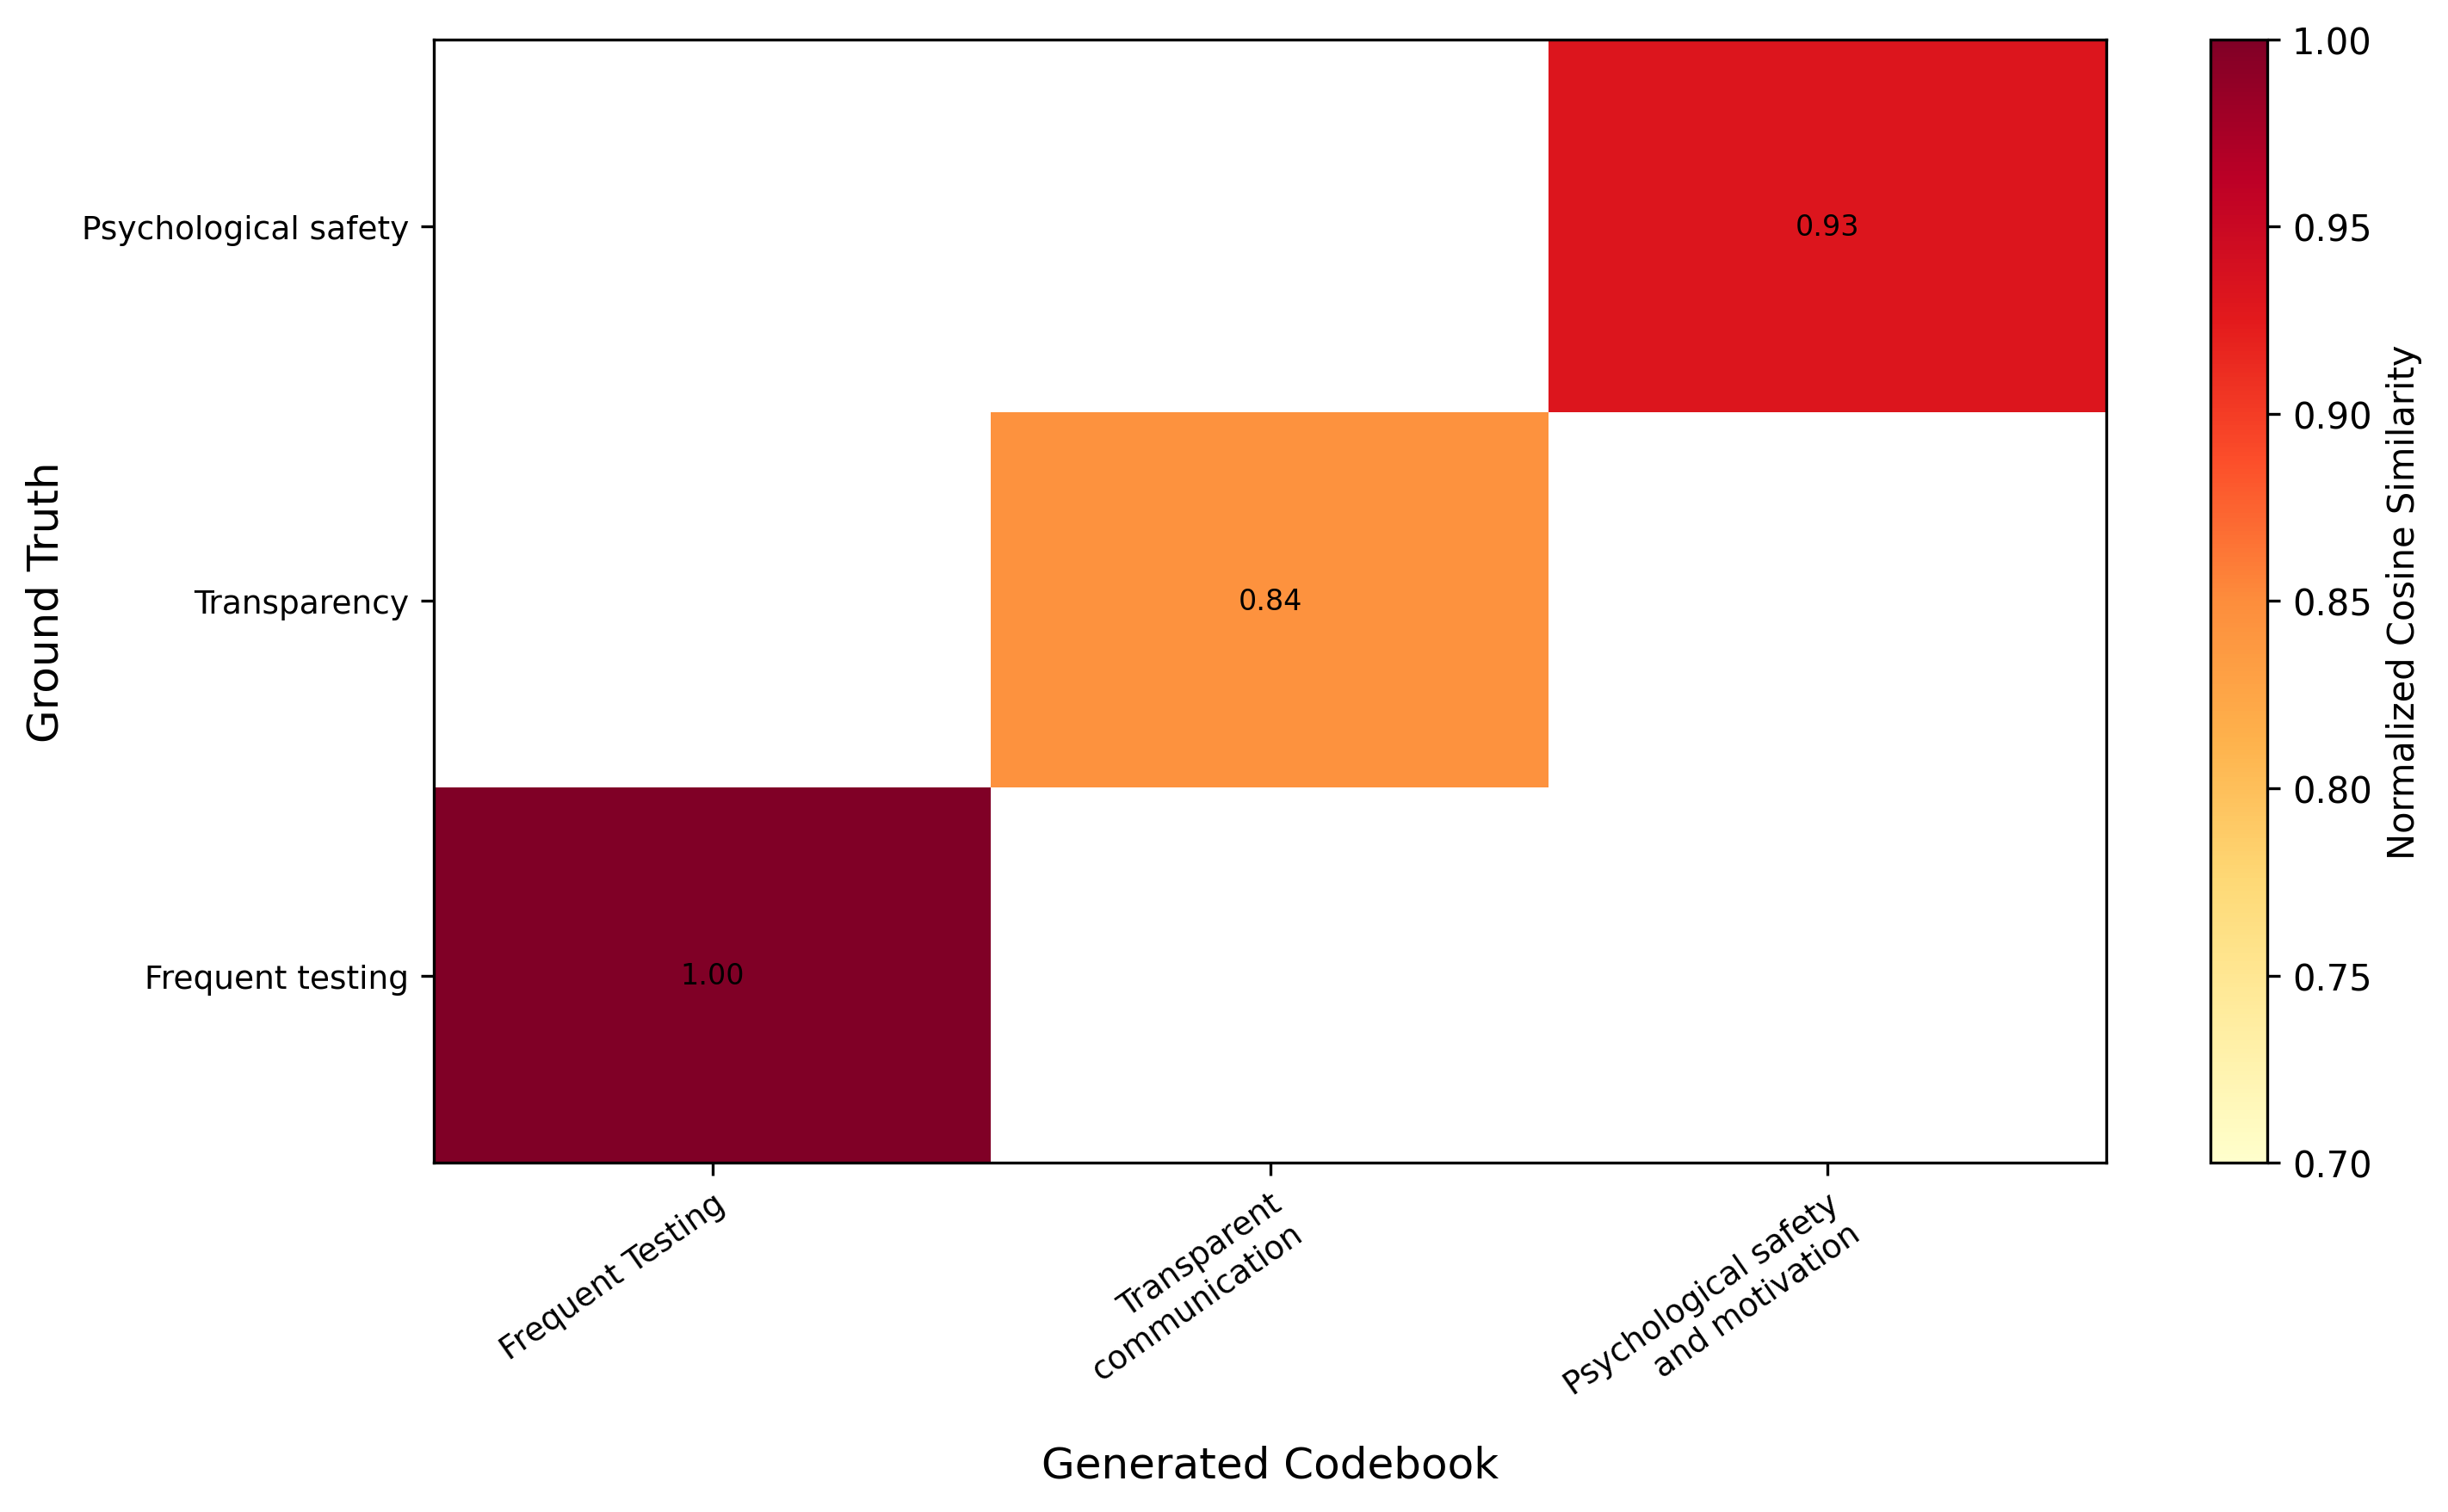 Ground Truth
Psychological safety
Transparency
Frequent testing
0.93
0.84
1.00
Frequent Testing
Transparent
communication
Psychological safety
and motivation
Generated Codebook
1.00
0.95
0.90
0.85
0.80
0.75
0.70
Normalized Cosine Similarity